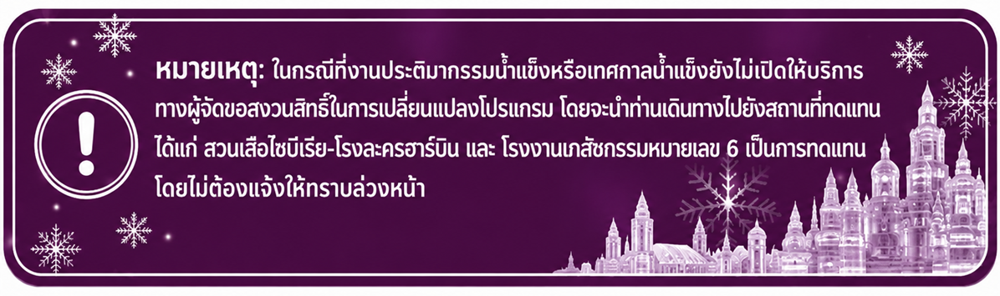 หมายเหตุ: ในกรณีที่งานประติมากรรมน้ำแข็งหรือเทศกาลน้ำแข็งยังไม่เปิดให้บริการ
ทางผู้จัดขอสงวนสิทธิ์ในการเปลี่ยนแปลงโปรแกรม โดยจะนำท่านเดินทางไปยังสถานที่ทดแทน
ได้แก่ สวนเสือไซบีเรีย-โรงละครฮาร์บิน และ โรงงานเภสัชกรรมหมายเลข 6 เป็นการทดแทน
โดยไม่ต้องแจ้งให้ทราบล่วงหน้า